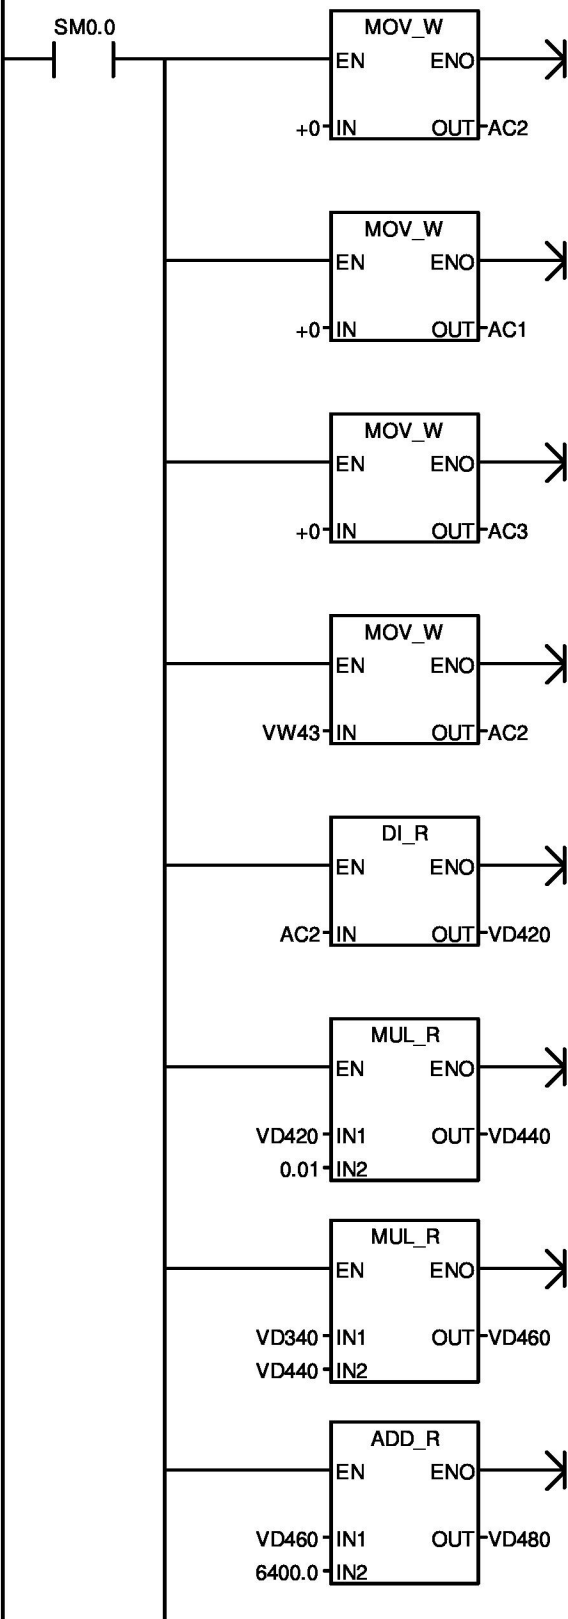 SM0.0
MOV_W
EN ENO
+0 IN OUT AC2
MOV_W
EN ENO
+0 IN OUT AC1
MOV_W
EN ENO
+0 IN OUT AC3
MOV_W
EN ENO
VW43 IN OUT AC2
DI_R
EN ENO
AC2 IN OUT VD420
MUL_R
EN ENO
VD420 IN1 OUT VD440
0.01 IN2
MUL_R
EN ENO
VD340 IN1 OUT VD460
VD440 IN2
ADD_R
EN ENO
VD460 IN1 OUT VD480
6400.0 IN2